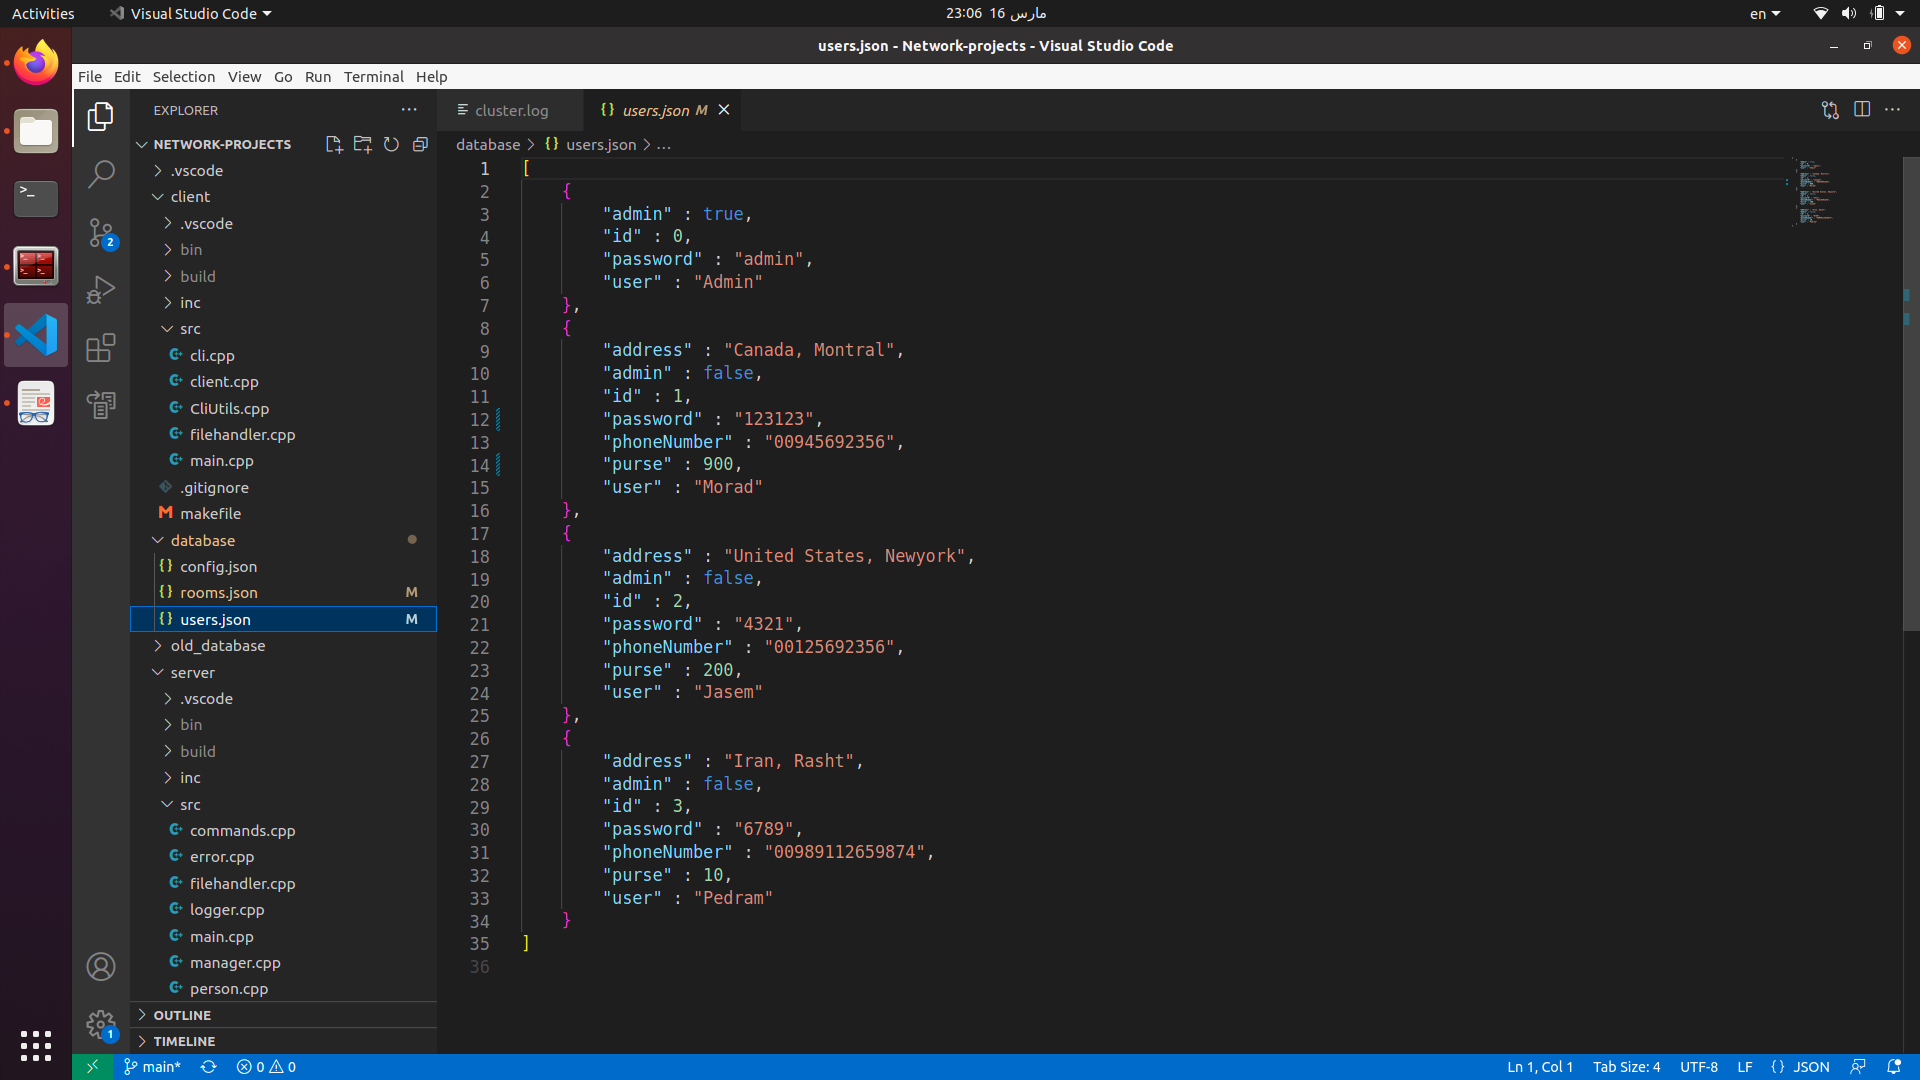 Activities
Visual Studio Code
23:06 16 مارس
en
users.json - Network-projects - Visual Studio Code
File Edit Selection View Go Run Terminal Help
EXPLORER
NETWORK-PROJECTS
.vscode
client
.vscode
bin
build
inc
src
cli.cpp
client.cpp
CliUtils.cpp
filehandler.cpp
main.cpp
.gitignore
makefile
database
config.json
rooms.json M
users.json M
old_database
server
.vscode
bin
build
inc
src
commands.cpp
error.cpp
filehandler.cpp
logger.cpp
main.cpp
manager.cpp
person.cpp
OUTLINE
TIMELINE
2
1
cluster.log
users.json M
database > users.json > ...
1 [
2 {
3 "admin" : true,
4 "id" : 0,
5 "password" : "admin",
6 "user" : "Admin"
7 },
8 {
9 "address" : "Canada, Montral",
10 "admin" : false,
11 "id" : 1,
12 "password" : "123123",
13 "phoneNumber" : "00945692356",
14 "purse" : 900,
15 "user" : "Morad"
16 },
17 {
18 "address" : "United States, Newyork",
19 "admin" : false,
20 "id" : 2,
21 "password" : "4321",
22 "phoneNumber" : "00125692356",
23 "purse" : 200,
24 "user" : "Jasem"
25 },
26 {
27 "address" : "Iran, Rasht",
28 "admin" : false,
29 "id" : 3,
30 "password" : "6789",
31 "phoneNumber" : "00989112659874",
32 "purse" : 10,
33 "user" : "Pedram"
34 }
35 ]
36
main* 0 0
Ln 1, Col 1 Tab Size: 4 UTF-8 LF {} JSON